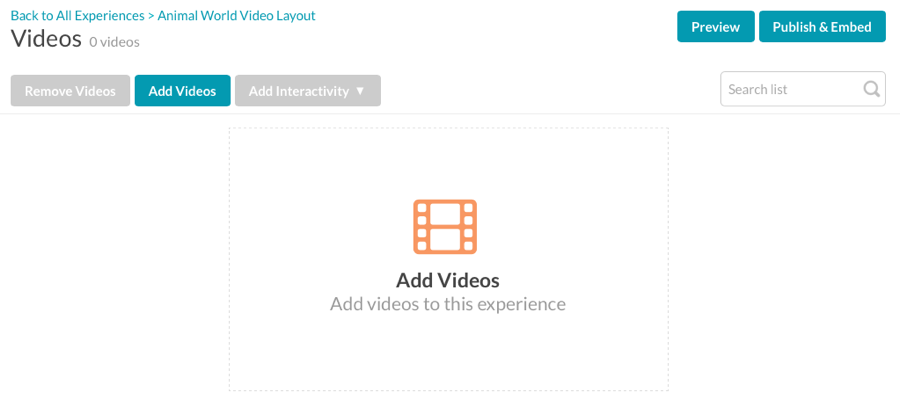 Back to All Experiences > Animal World Video Layout
Videos 0 videos
Preview
Publish & Embed
Remove Videos
Add Videos
Add Interactivity ▼
Search list
Add Videos
Add videos to this experience